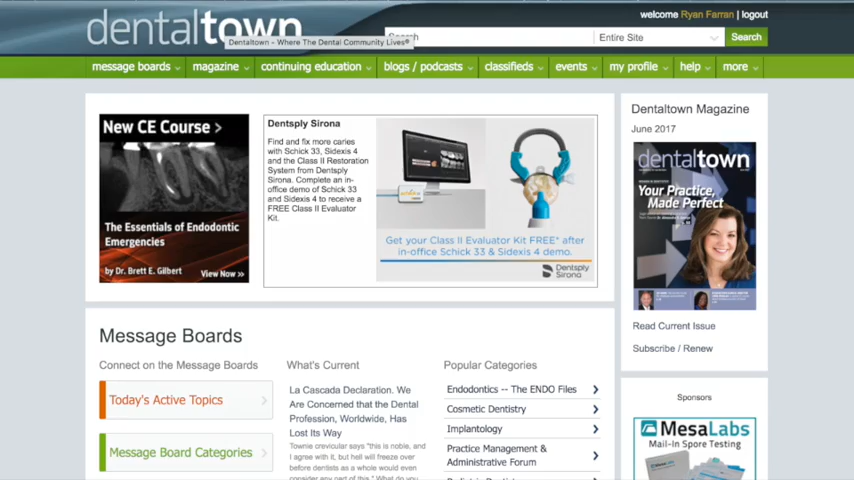 dentaltown
welcome Ryan Farran | logout
Dentaltown – Where The Dental Community Lives®
Search
Entire Site
Search
message boards
magazine
continuing education
blogs / podcasts
classifieds
events
my profile
help
more
New CE Course >
The Essentials of Endodontic
Emergencies
by Dr. Brett E. Gilbert
View Now >>
Dentsply Sirona
Find and fix more caries
with Schick 33, Sidexis 4
and the Class II Restoration
System from Dentsply
Sirona. Complete an in-
office demo of Schick 33
and Sidexis 4 to receive a
FREE Class II Evaluator
Kit.
Get your Class II Evaluator Kit FREE* after
in-office Schick 33 & Sidexis 4 demo.
Dentsply
Sirona
Dentaltown Magazine
June 2017
dentaltown
Your Practice,
Made Perfect
Read Current Issue
Subscribe / Renew
Message Boards
Connect on the Message Boards
Today's Active Topics
Message Board Categories
What's Current
La Cascada Declaration. We
Are Concerned that the Dental
Profession, Worldwide, Has
Lost Its Way
Townie crevicular says "this is noble, and
I agree with it, but hell will freeze over
before dentists as a whole would even
consider any part of this." What do you
Popular Categories
Endodontics -- The ENDO Files
Cosmetic Dentistry
Implantology
Practice Management &
Administrative Forum
Sponsors
MesaLabs
Mail-In Spore Testing